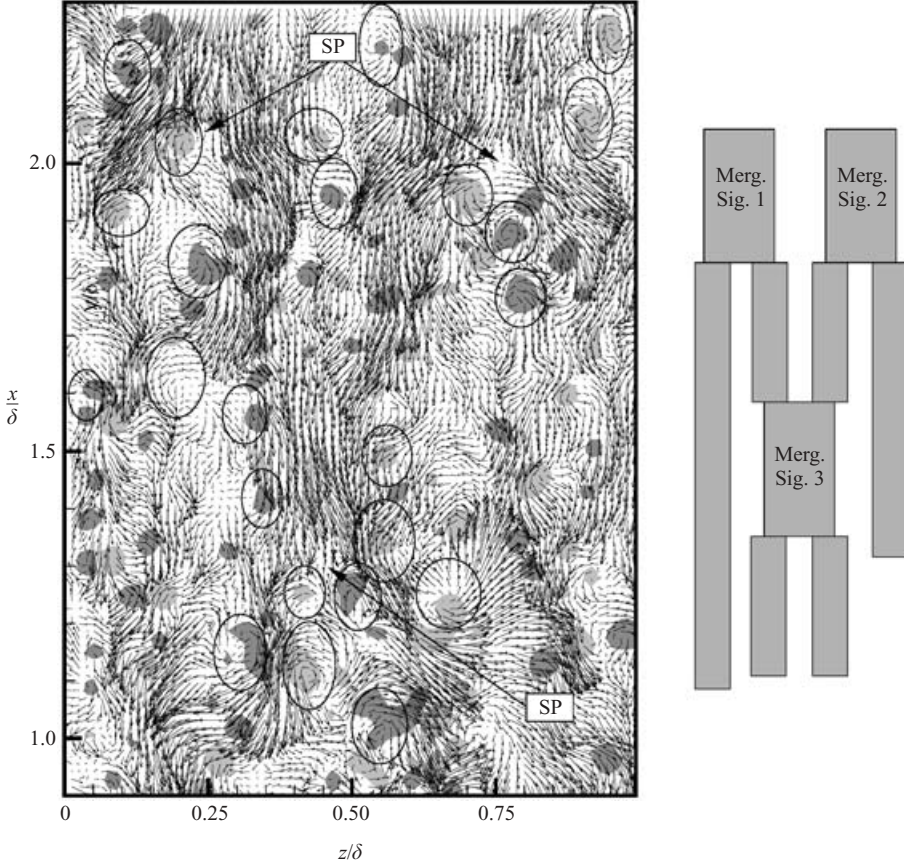 SP
2.0
Merg.
Sig. 1
Merg.
Sig. 2
x
δ
1.5
Merg.
Sig. 3
SP
1.0
0
0.25
0.50
0.75
z/δ